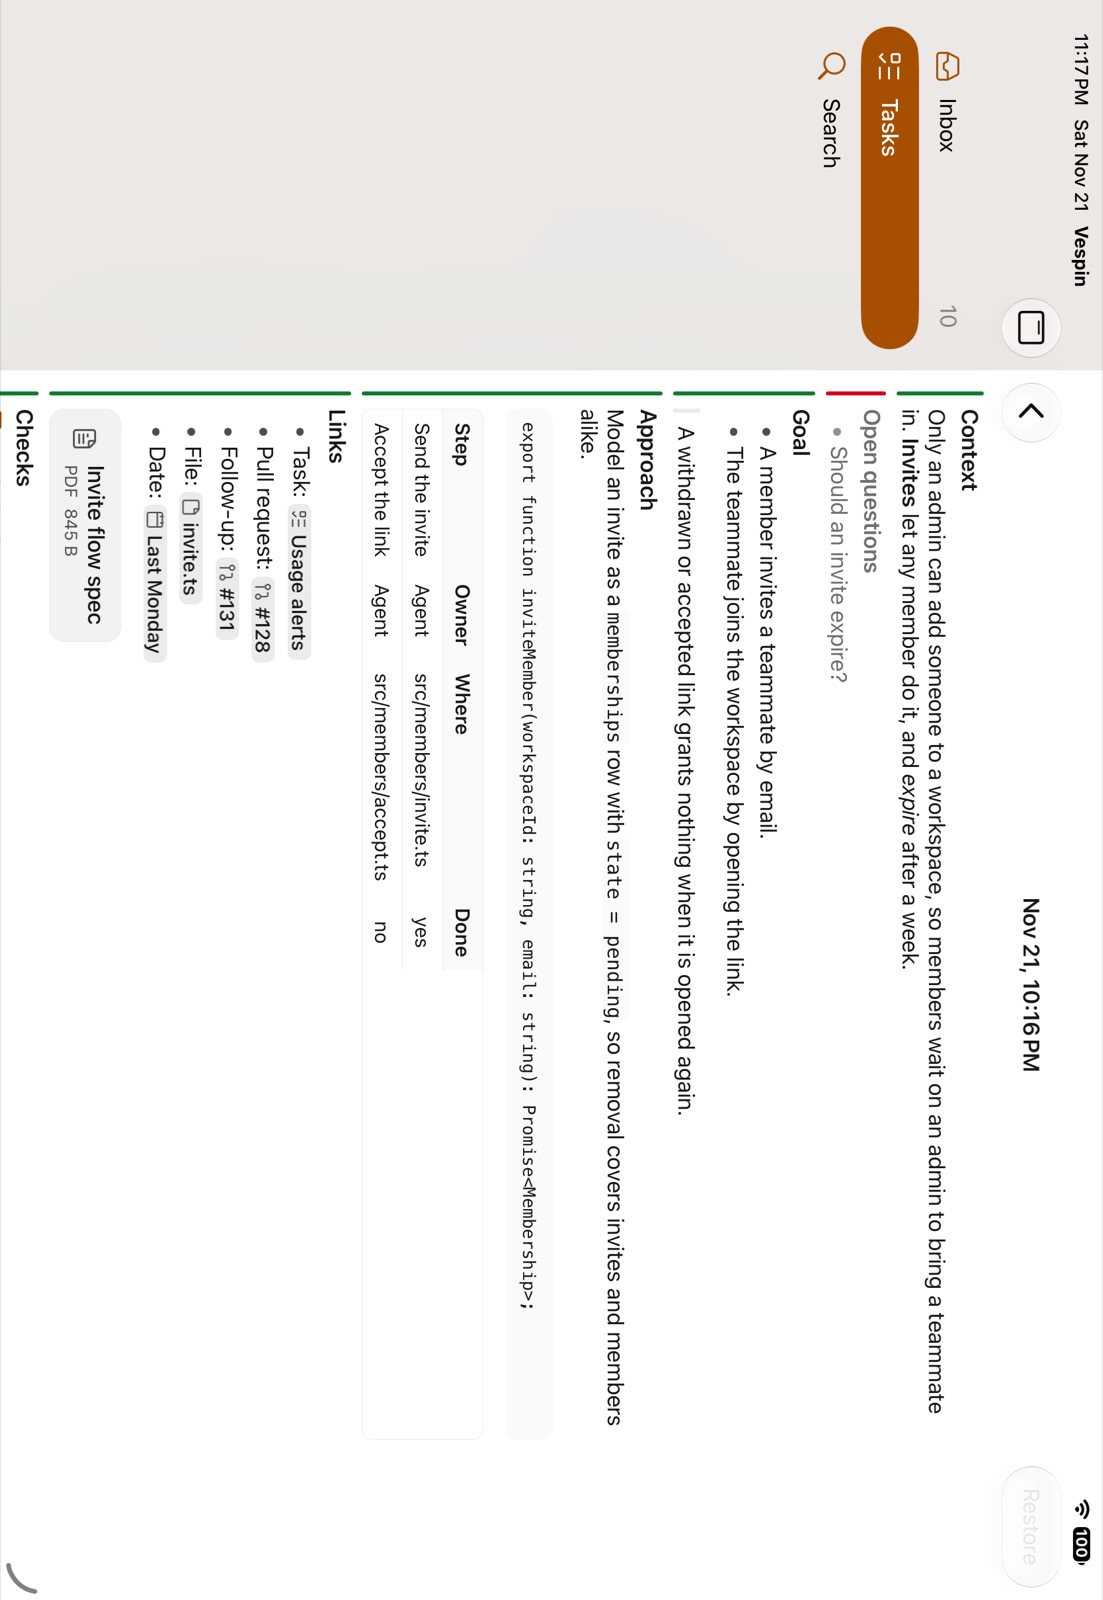 11:17 PM Sat Nov 21 Vespin
100
Nov 21, 10:16 PM
Restore
Inbox 10
Tasks
Search
Context
Only an admin can add someone to a workspace, so members wait on an admin to bring a teammate
in. Invites let any member do it, and expire after a week.
Open questions
• Should an invite expire?
Goal
• A member invites a teammate by email.
• The teammate joins the workspace by opening the link.
A withdrawn or accepted link grants nothing when it is opened again.
Approach
Model an invite as a memberships row with state = pending, so removal covers invites and members
alike.
export function inviteMember(workspaceId: string, email: string): Promise<Membership>;
Step Owner Where Done
Send the invite Agent src/members/invite.ts yes
Accept the link Agent src/members/accept.ts no
Links
• Task: Usage alerts
• Pull request: #128
• Follow-up: #131
• File: invite.ts
• Date: Last Monday
Invite flow spec
PDF 845 B
Checks